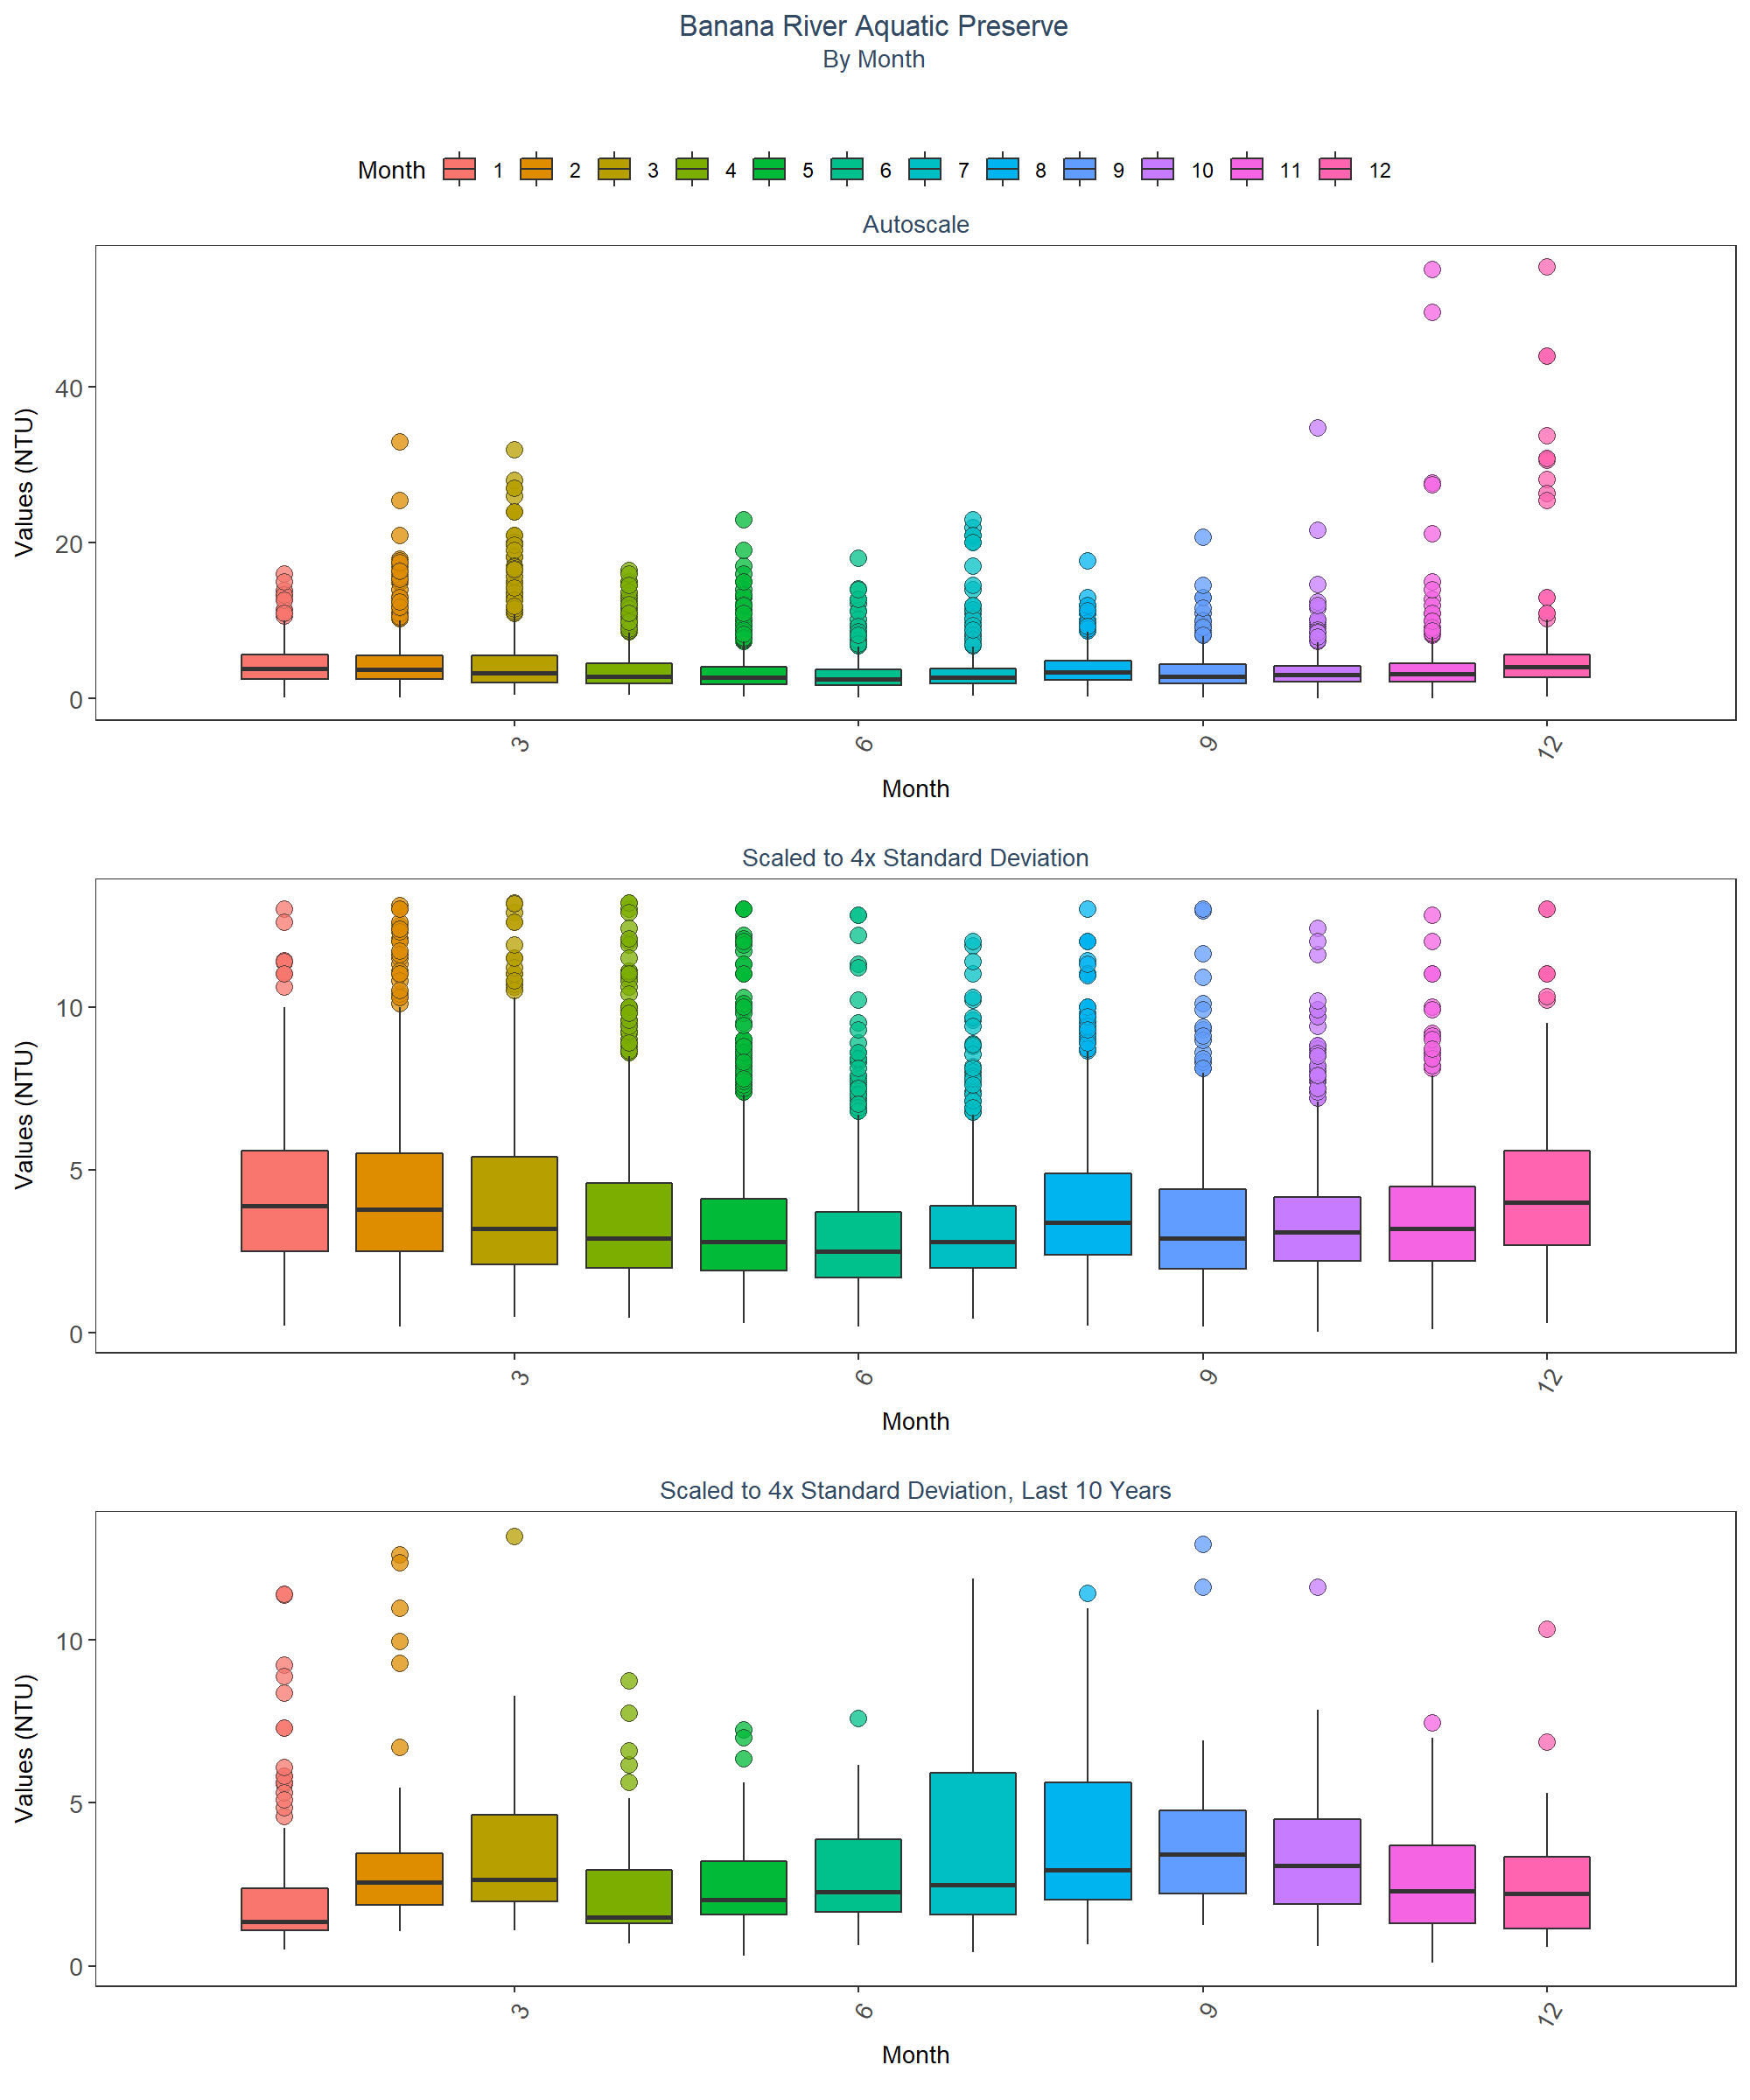 Banana River Aquatic Preserve
By Month
Month 1 2 3 4 5 6 7 8 9 10 11 12
Autoscale
Values (NTU)
40
20
0
3 6 9 12
Month
Scaled to 4x Standard Deviation
Values (NTU)
10
5
0
3 6 9 12
Month
Scaled to 4x Standard Deviation, Last 10 Years
Values (NTU)
10
5
0
3 6 9 12
Month